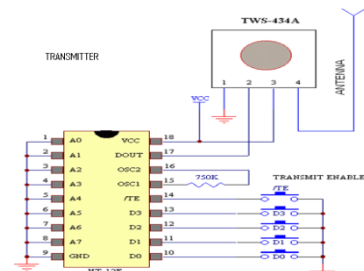 TWS-434A
TRANSMITTER
ANTENNA
1 2 3 4
VCC
1 A0 VCC 18
2 A1 DOUT 17
3 A2 OSC2 16
4 A3 OSC1 15 750K TRANSMIT ENABLE
5 A4 /TE 14 /TE
6 A5 D3 13 D3
7 A6 D2 12 D2
8 A7 D1 11 D1
9 GND D0 10 D0